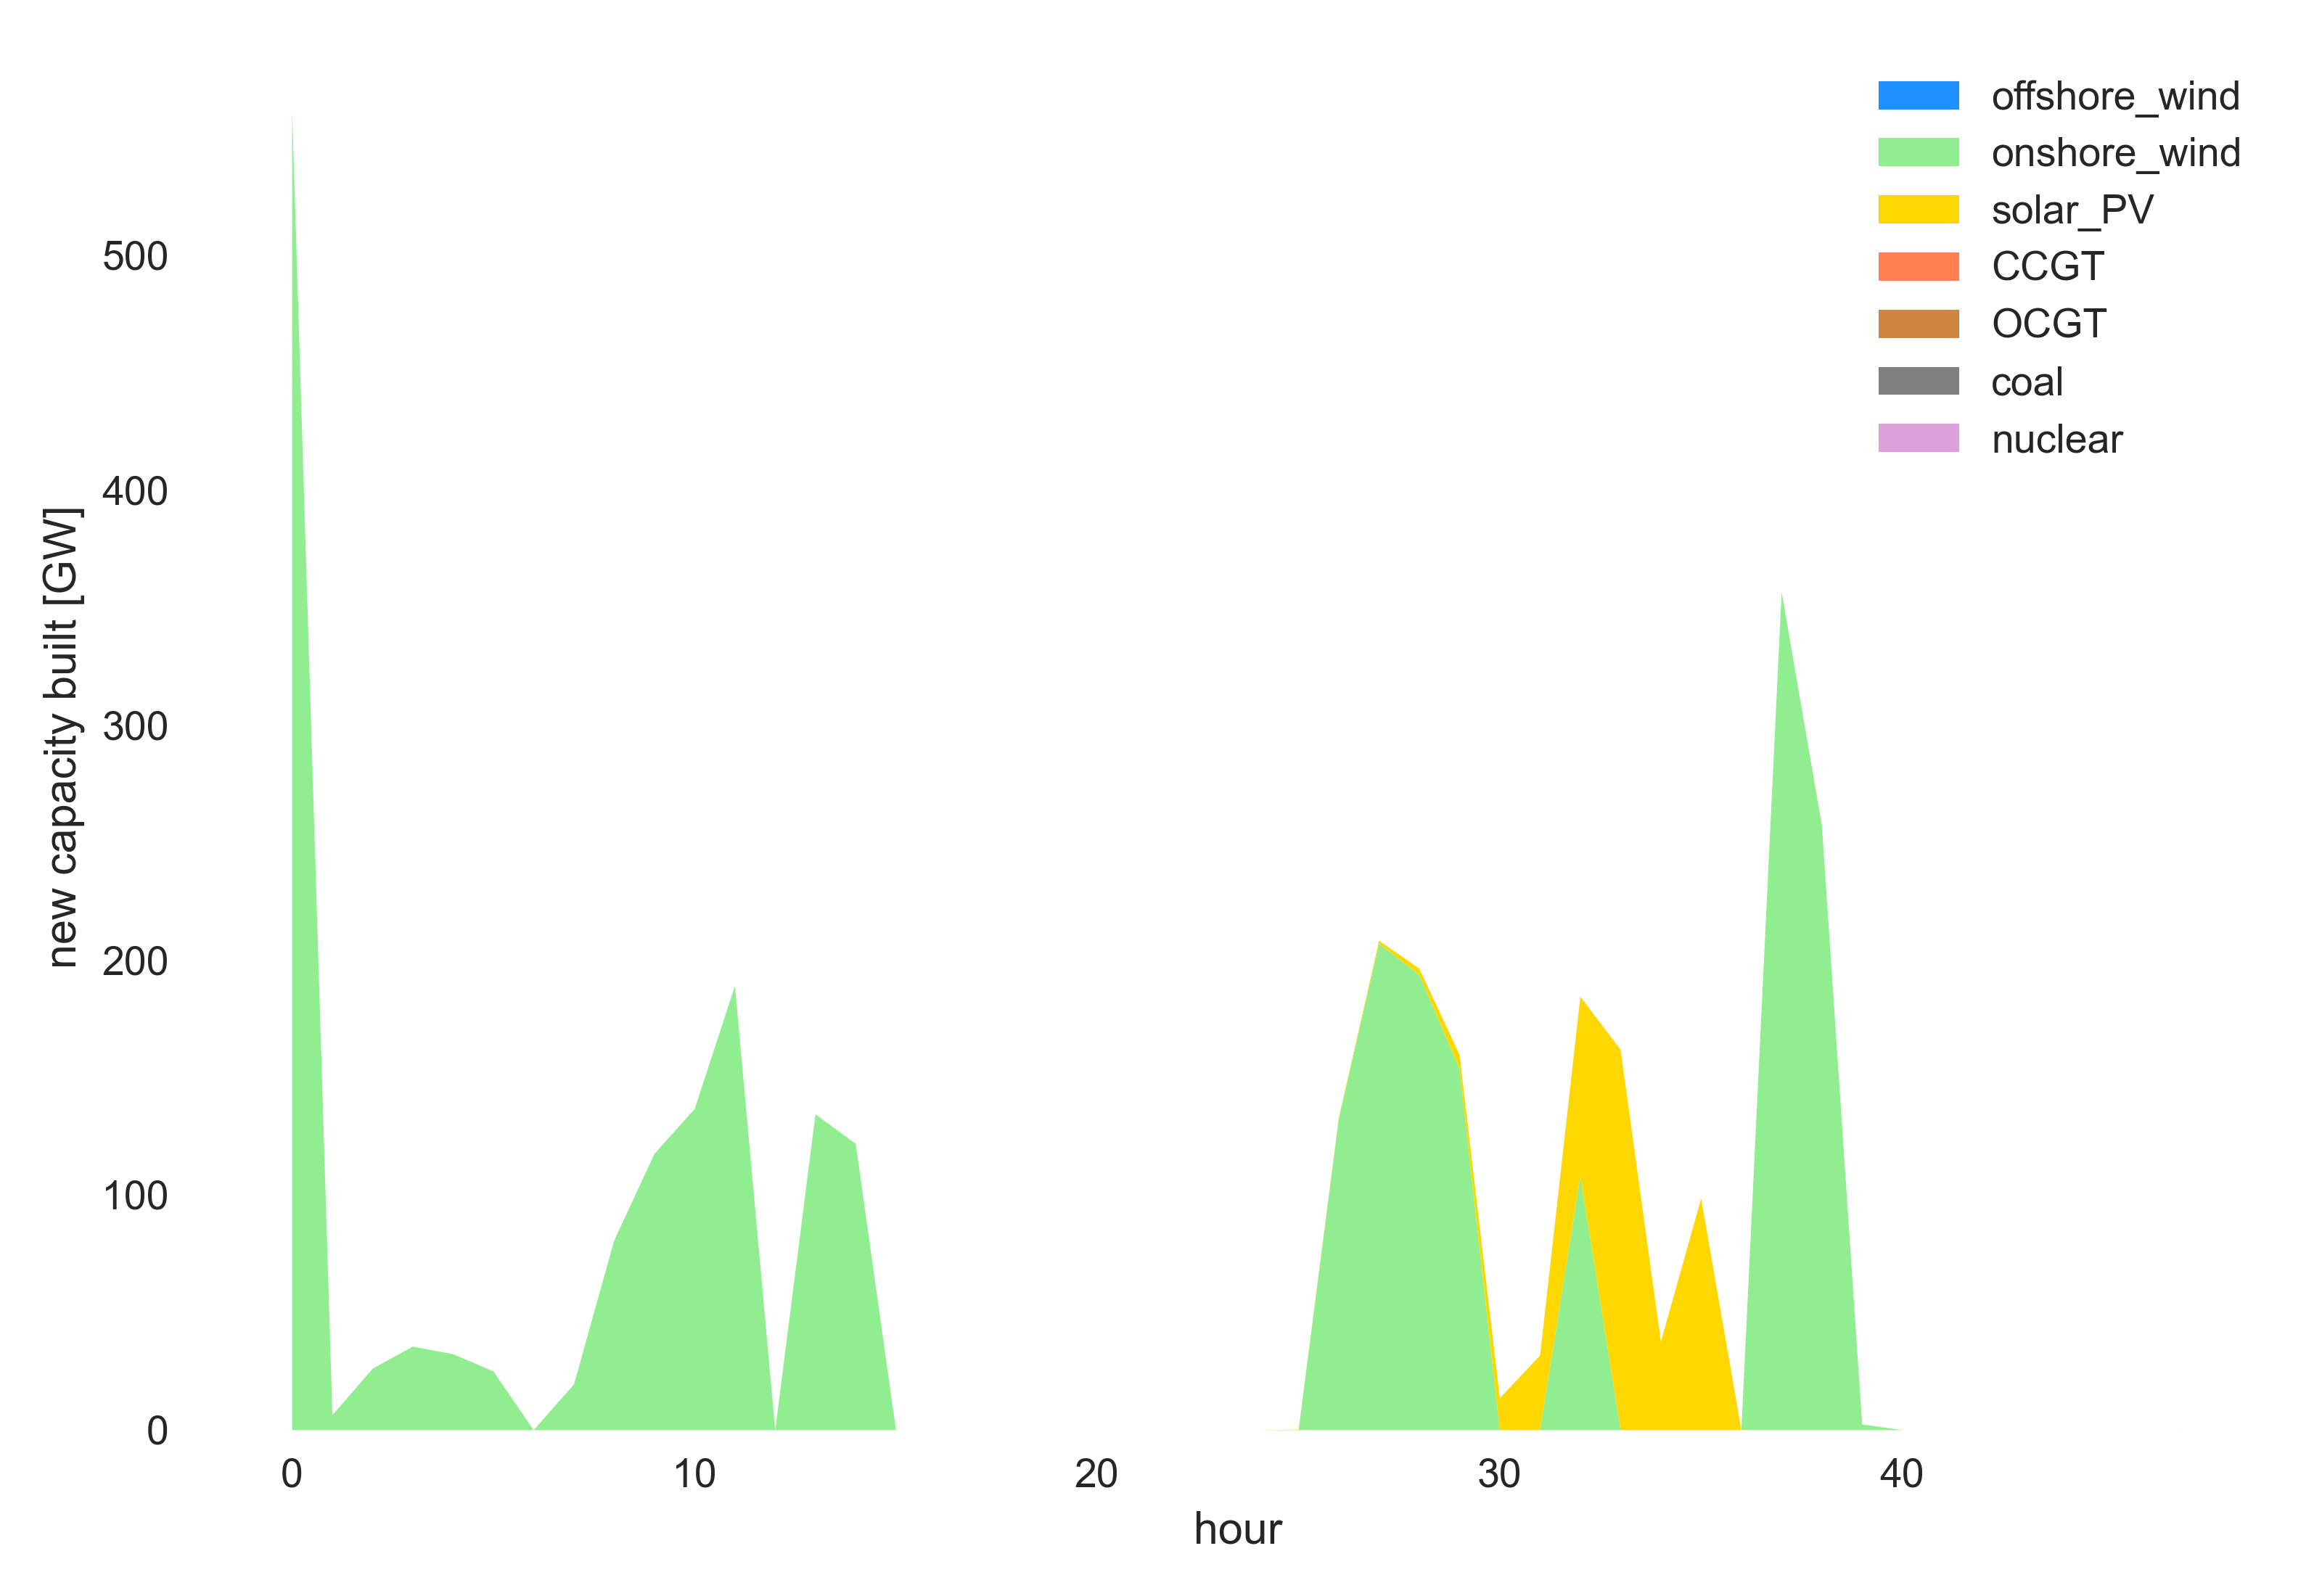 offshore_wind
onshore_wind
solar_PV
CCGT
OCGT
coal
nuclear
new capacity built [GW]
500
400
300
200
100
0
0 10 20 30 40
hour